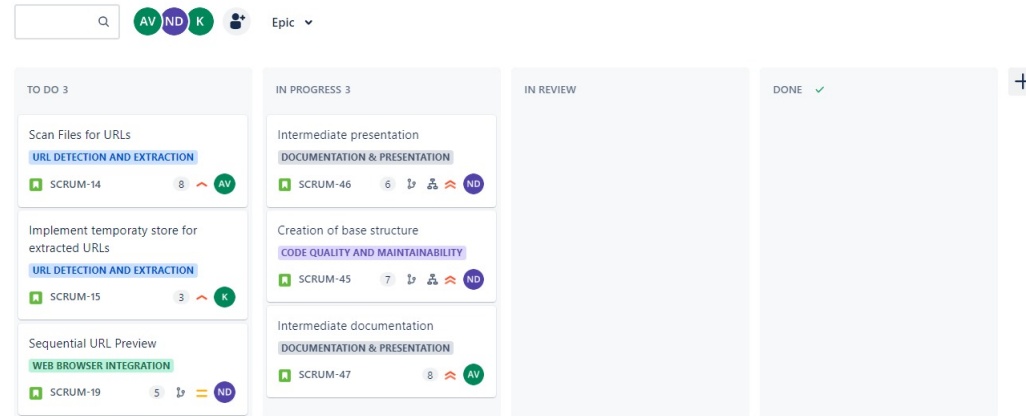 AV ND K Epic
TO DO 3
Scan Files for URLs
URL DETECTION AND EXTRACTION
SCRUM-14 8 AV
Implement temporaty store for
extracted URLs
URL DETECTION AND EXTRACTION
SCRUM-15 3 K
Sequential URL Preview
WEB BROWSER INTEGRATION
SCRUM-19 5 ND
IN PROGRESS 3
Intermediate presentation
DOCUMENTATION & PRESENTATION
SCRUM-46 6 ND
Creation of base structure
CODE QUALITY AND MAINTAINABILITY
SCRUM-45 7 ND
Intermediate documentation
DOCUMENTATION & PRESENTATION
SCRUM-47 8 AV
IN REVIEW
DONE